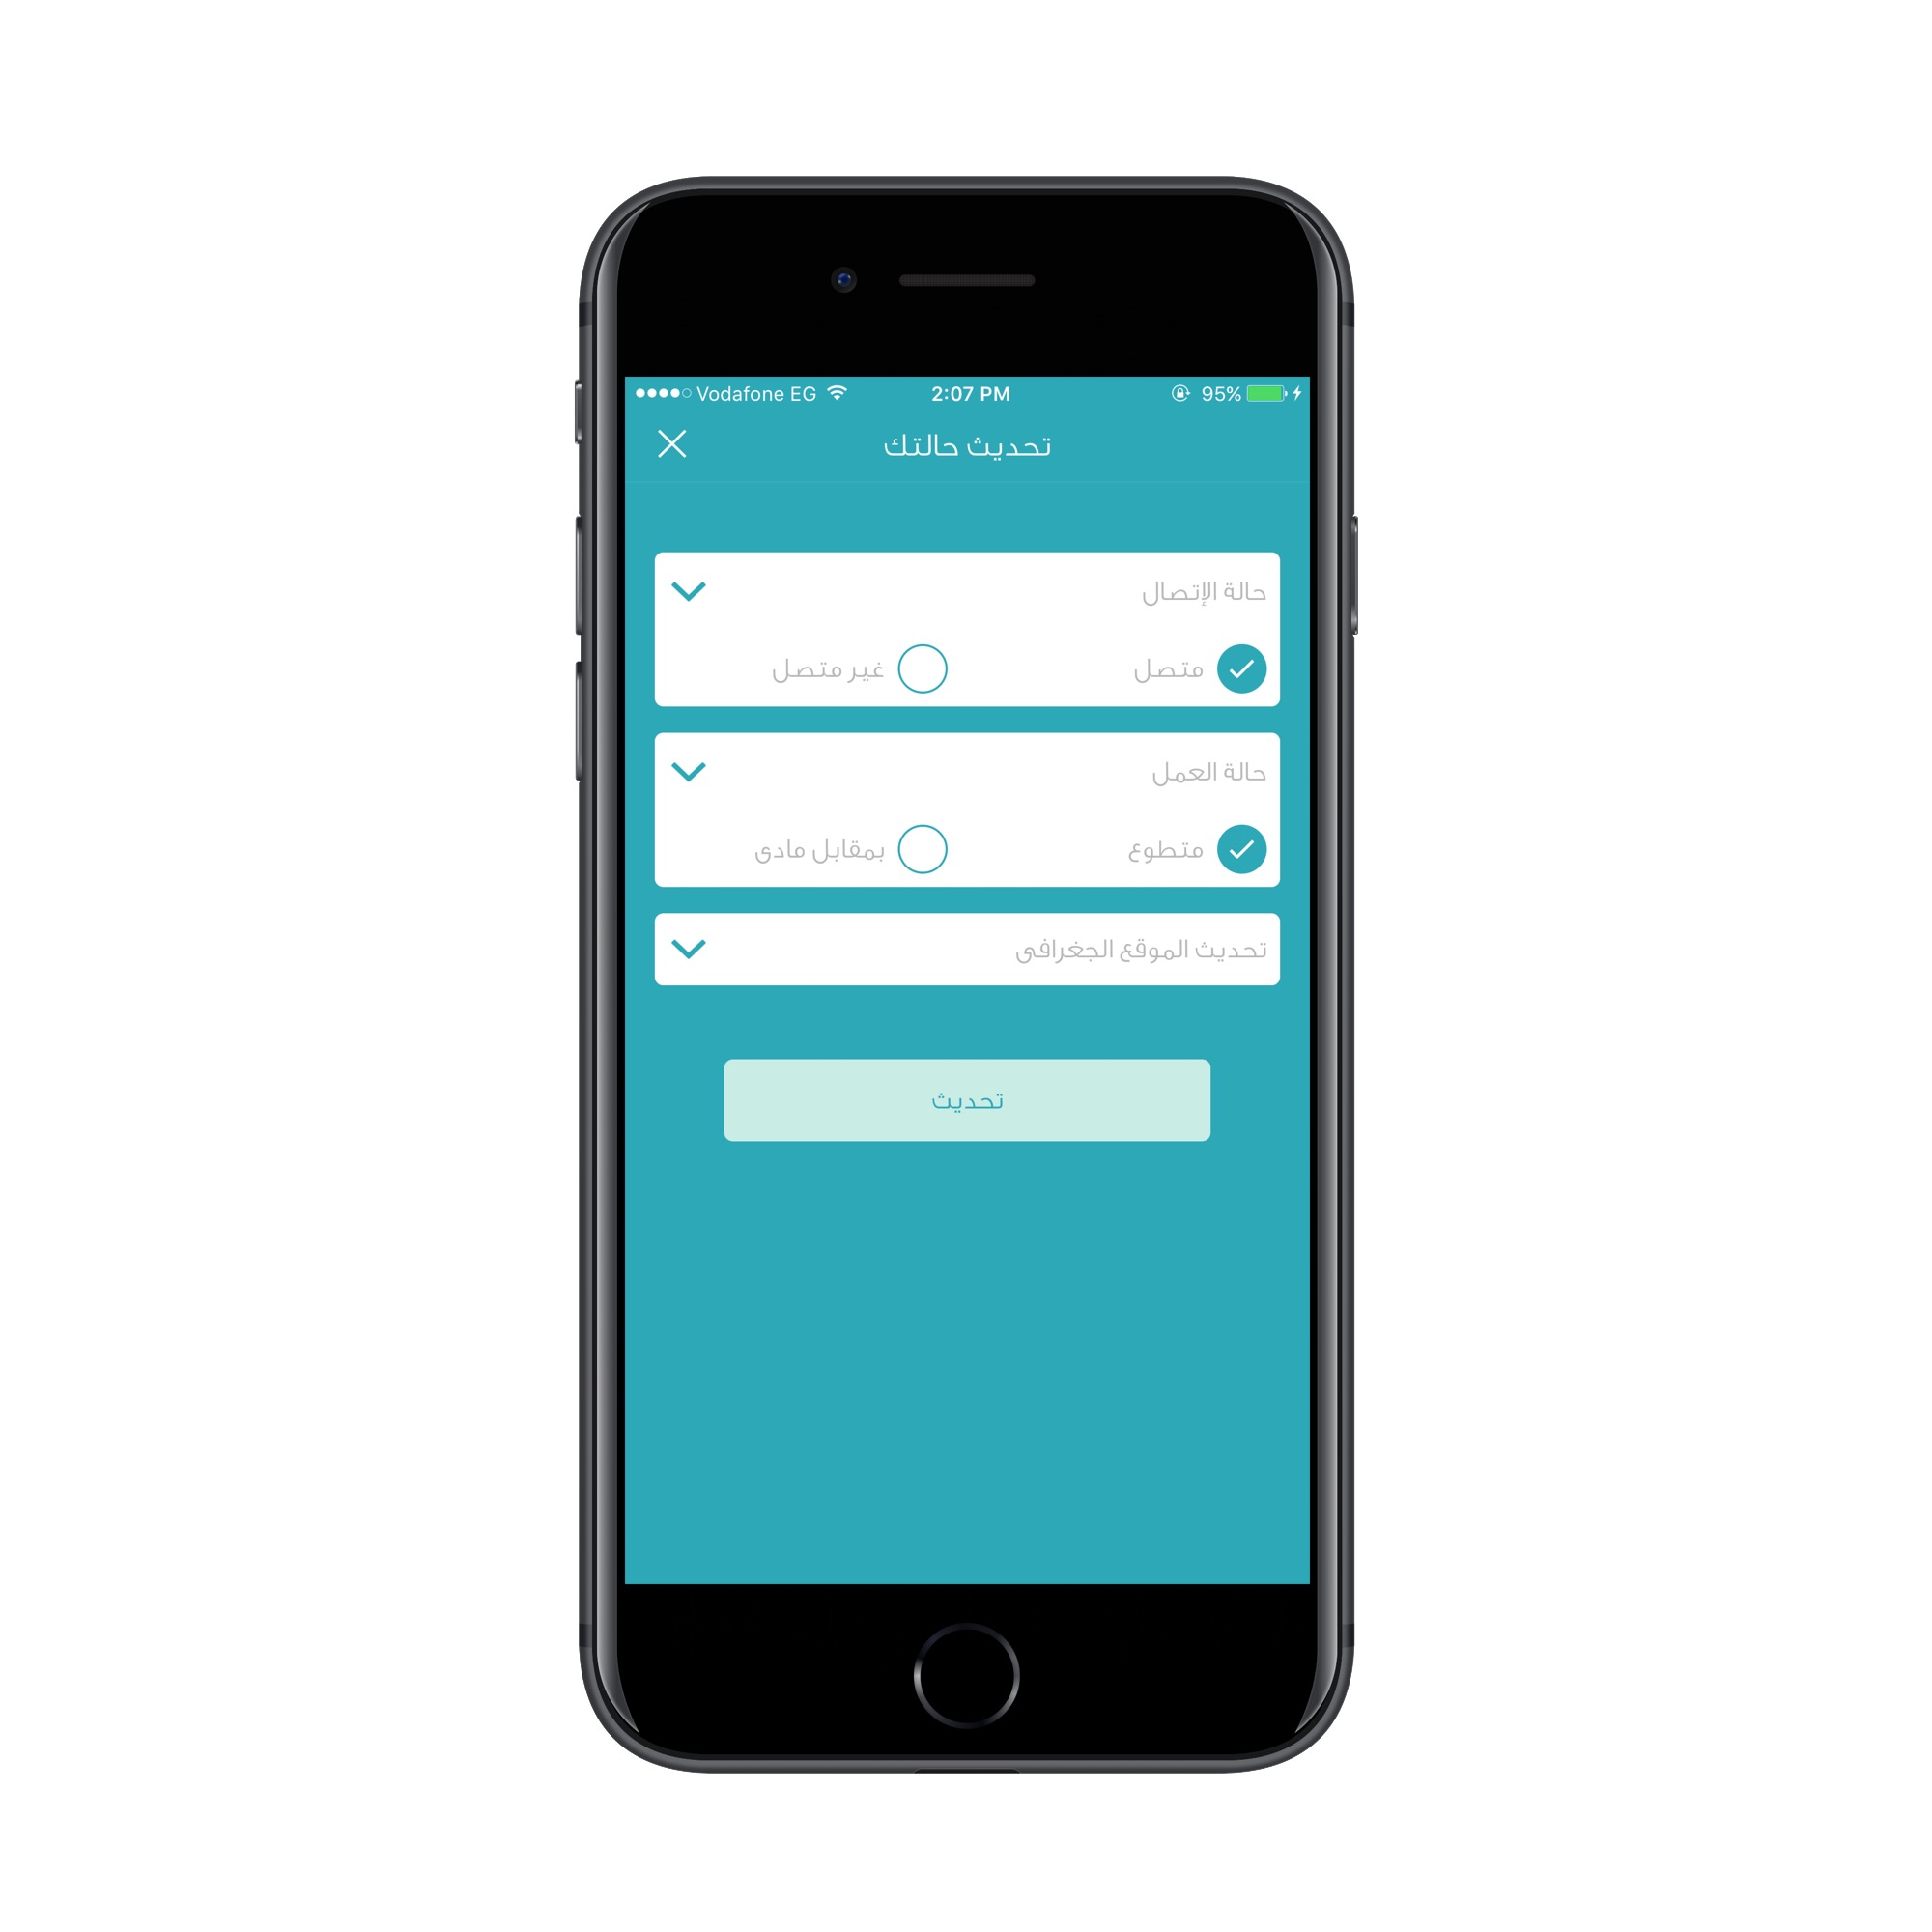 Vodafone EG 2:07 PM 95%
تحديث حالتك
حالة الإتصال
متصل غير متصل
حالة العمل
متطوع بمقابل مادى
تحديث الموقع الجغرافى
تحديث